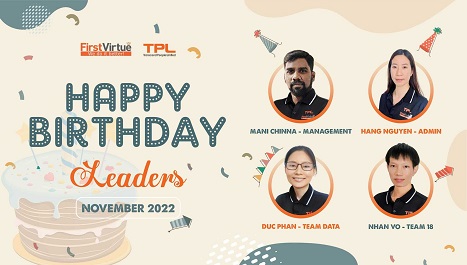 FirstVirtue
TPL
HAPPY
BIRTHDAY
Leaders
NOVEMBER 2022
MANI CHINNA - MANAGEMENT
HANG NGUYEN - ADMIN
DUC PHAN - TEAM DATA
NHAN VO - TEAM 18